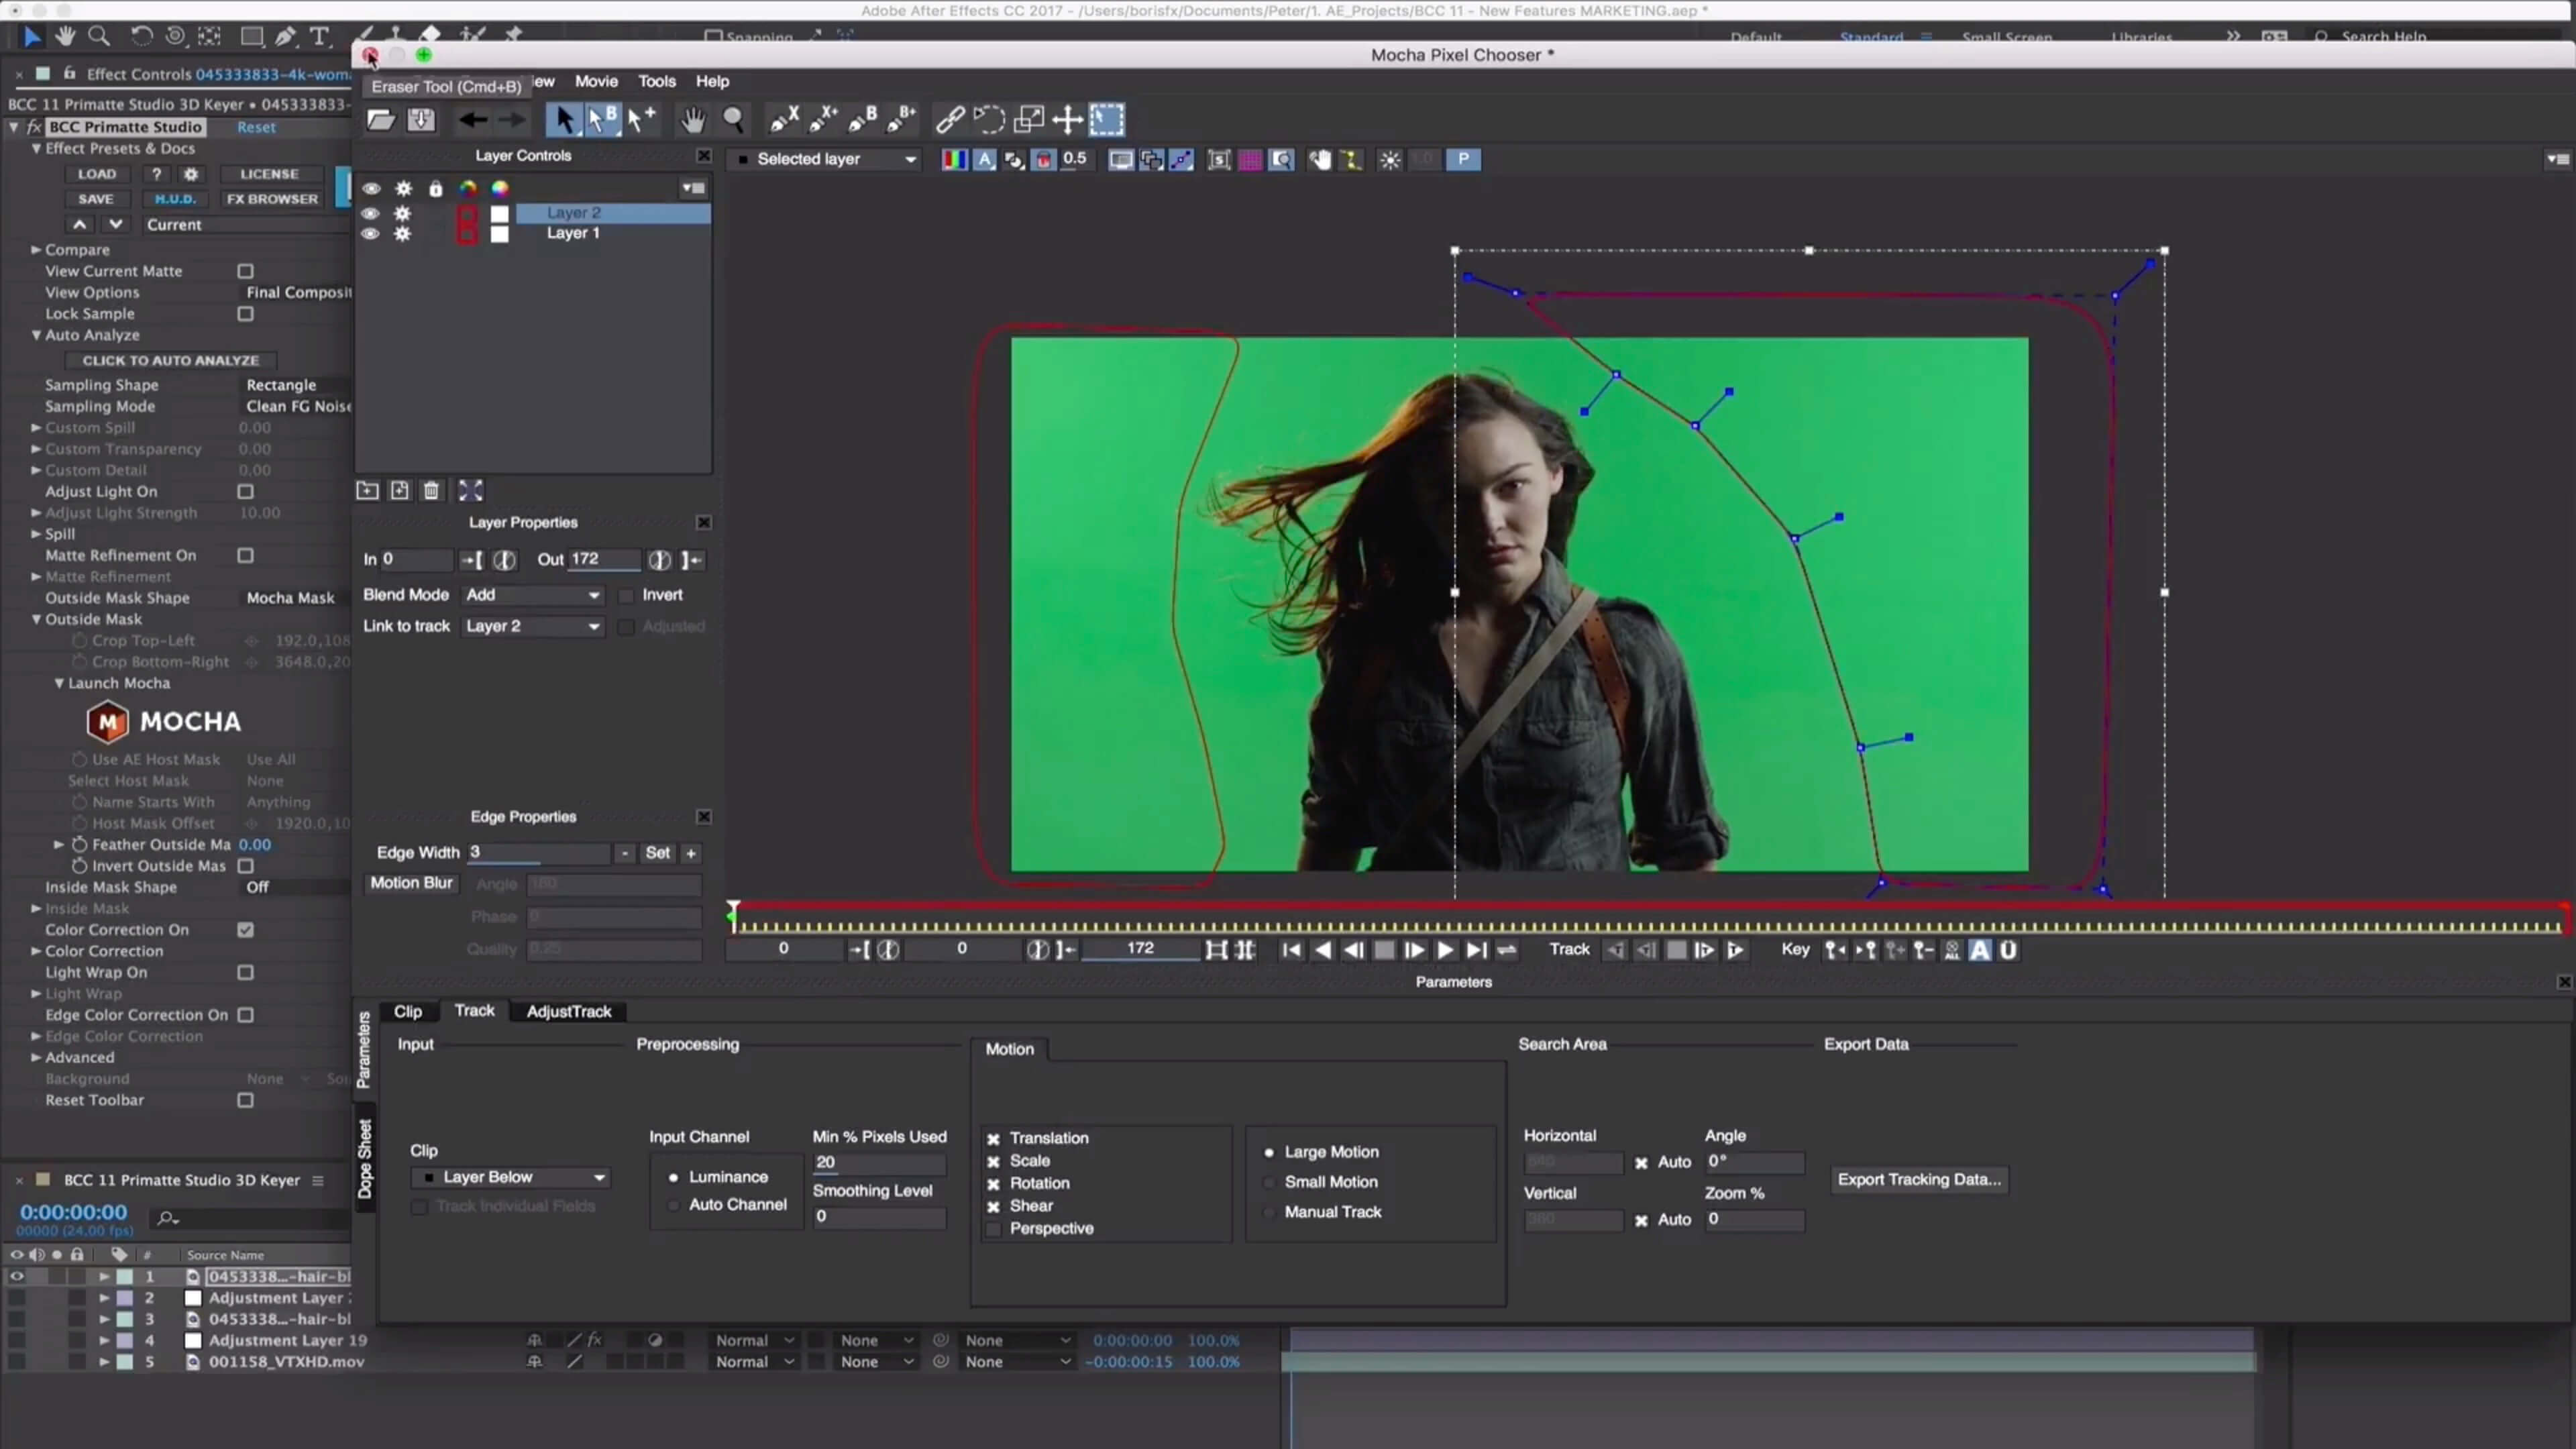 Adobe After Effects CC 2017 - /Users/borisfx/Documents/Peter/1. AE_Projects/BCC 11 - New Features MARKETING.aep *
Snapping
Default
Standard
Small Screen
Libraries
Search Help
Mocha Pixel Chooser *
Effect Controls 045333833-4k-wom
Eraser Tool (Cmd+B)
ew
Movie
Tools
Help
BCC 11 Primatte Studio 3D Keyer • 045333833-
fx BCC Primatte Studio
Reset
Effect Presets & Docs
LOAD
?
LICENSE
SAVE
H.U.D.
FX BROWSER
Current
Compare
View Current Matte
View Options
Final Composit
Lock Sample
Auto Analyze
CLICK TO AUTO ANALYZE
Sampling Shape
Rectangle
Sampling Mode
Clean FG Noise
Custom Spill
0.00
Custom Transparency
0.00
Custom Detail
0.00
Adjust Light On
Adjust Light Strength
10.00
Spill
Matte Refinement On
Matte Refinement
Outside Mask Shape
Mocha Mask
Outside Mask
Crop Top-Left
192.0,108
Crop Bottom-Right
3648.0,20
Launch Mocha
M MOCHA
Use AE Host Mask
Use All
Select Host Mask
None
Name Starts With
Anything
Host Mask Offset
1920.0,10
Feather Outside Ma
0.00
Invert Outside Mas
Inside Mask Shape
Off
Inside Mask
Color Correction On
Color Correction
Light Wrap On
Light Wrap
Edge Color Correction On
Edge Color Correction
Advanced
Background
None
Sou
Reset Toolbar
Layer Controls
Selected layer
A
0.5
1.0
P
Layer 2
Layer 1
Layer Properties
In 0
Out 172
Blend Mode
Add
Invert
Link to track
Layer 2
Adjusted
Edge Properties
Edge Width
3
-
Set
+
Motion Blur
Angle
180
Phase
0
Quality
0.25
0
0
172
Track
Key
ALL
A
Ü
Parameters
Parameters
Dope Sheet
Clip
Track
AdjustTrack
Input
Preprocessing
Motion
Search Area
Export Data
Clip
Layer Below
Track Individual Fields
Input Channel
Luminance
Auto Channel
Min % Pixels Used
20
Smoothing Level
0
Translation
Scale
Rotation
Shear
Perspective
Large Motion
Small Motion
Manual Track
Horizontal
Auto
Angle
0°
Vertical
Auto
Zoom %
0
Export Tracking Data...
BCC 11 Primatte Studio 3D Keyer
0:00:00:00
00000 (24.00 fps)
#
Source Name
1
0453338...-hair-bl
2
Adjustment Layer
3
0453338...-hair-bl
4
Adjustment Layer 19
fx
Normal
None
None
0:00:00:00
100.0%
5
001158_VTXHD.mov
Normal
None
None
-0:00:00:15
100.0%